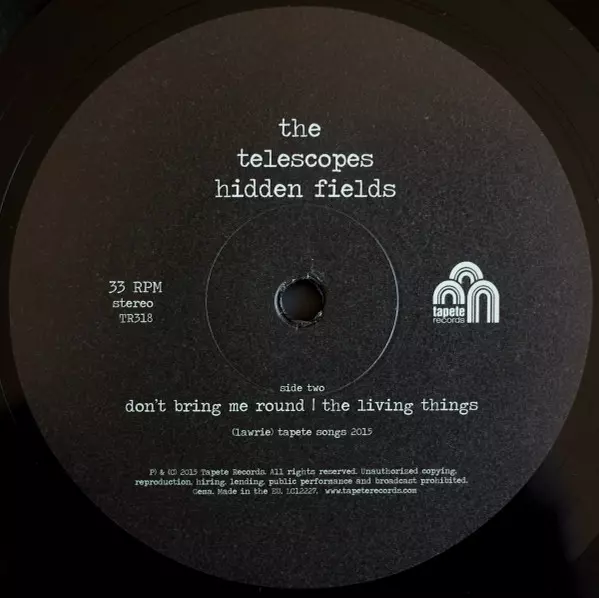 the
telescopes
hidden fields
33 RPM
stereo
TR318
tapete
records
side two
don't bring me round | the living things
(lawrie) tapete songs 2015
P) & (C) 2015 Tapete Records. All rights reserved. Unauthorized copying,
reproduction, hiring, lending, public performance and broadcast prohibited.
Gema. Made in the EU. LC12227. www.tapeterecords.com